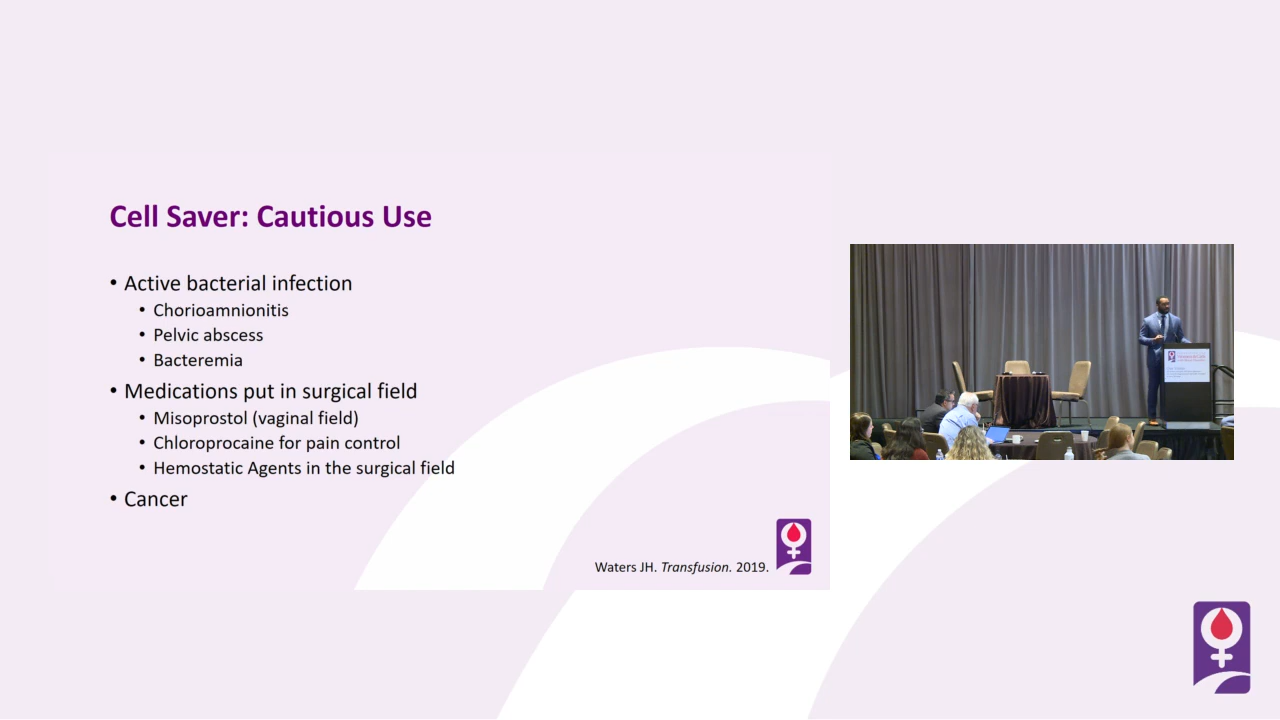 Cell Saver: Cautious Use
• Active bacterial infection
• Chorioamnionitis
• Pelvic abscess
• Bacteremia
• Medications put in surgical field
• Misoprostol (vaginal field)
• Chloroprocaine for pain control
• Hemostatic Agents in the surgical field
• Cancer
Waters JH. Transfusion. 2019.